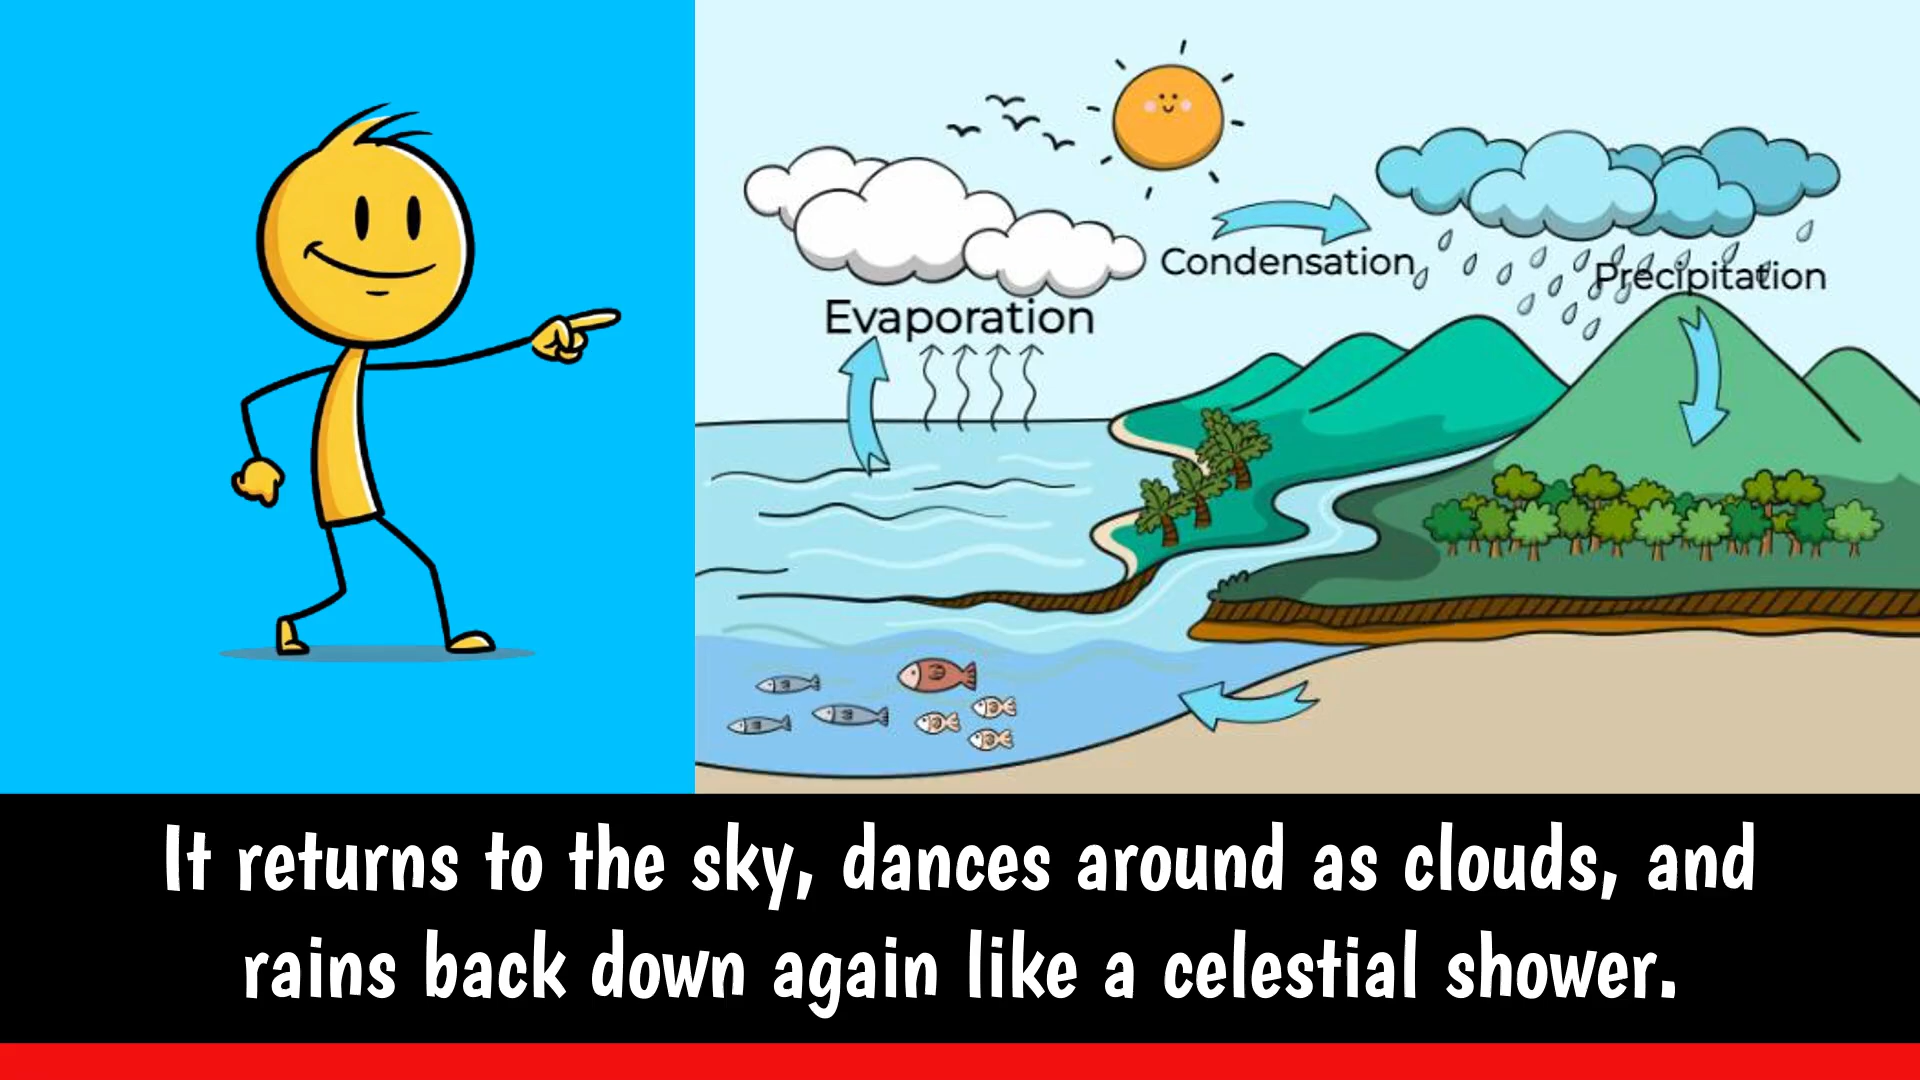 Evaporation
Condensation
Precipitation
It returns to the sky, dances around as clouds, and
rains back down again like a celestial shower.